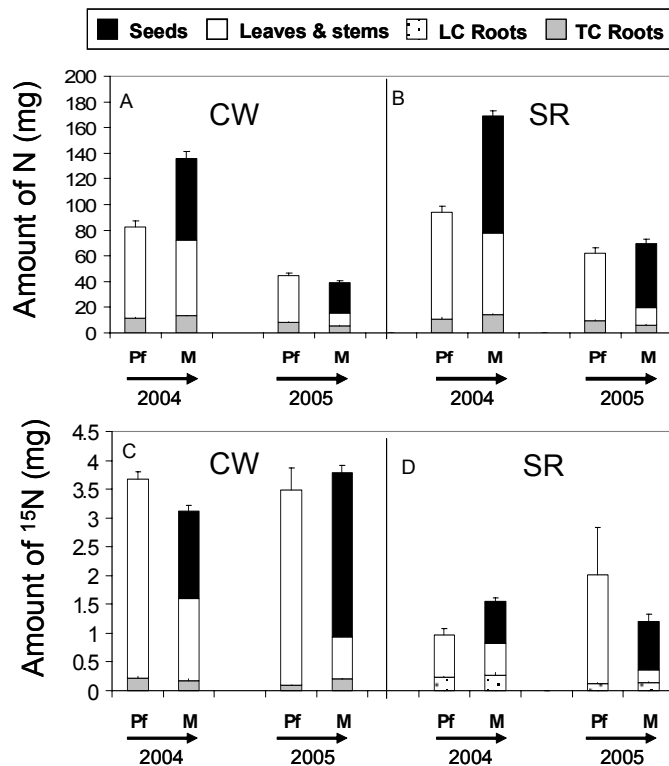 Seeds Leaves & stems LC Roots TC Roots
Amount of N (mg)
200
180
160
140
120
100
80
60
40
20
0
A CW
B SR
Pf M Pf M Pf M Pf M
2004 2005 2004 2005
Amount of ¹⁵N (mg)
4.5
4
3.5
3
2.5
2
1.5
1
0.5
0
C CW
D SR
Pf M Pf M Pf M Pf M
2004 2005 2004 2005